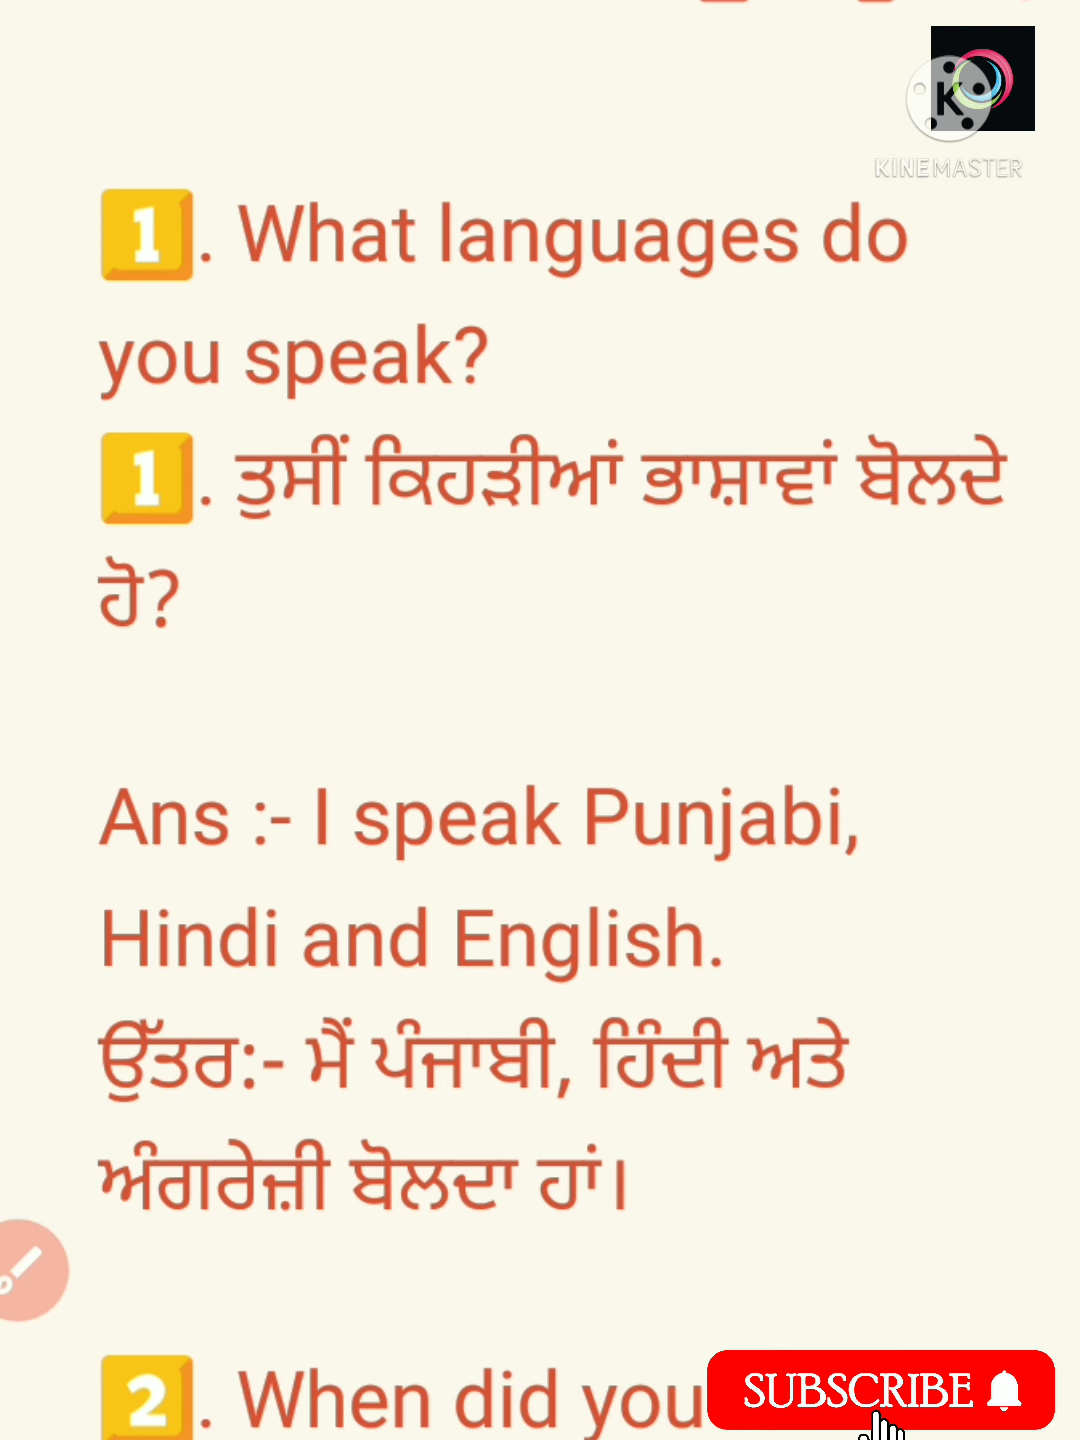 KINEMASTER
1. What languages do
you speak?
1. ਤੁਸੀਂ ਕਿਹੜੀਆਂ ਭਾਸ਼ਾਵਾਂ ਬੋਲਦੇ
ਹੋ?
Ans :- I speak Punjabi,
Hindi and English.
ਉੱਤਰ:- ਮੈਂ ਪੰਜਾਬੀ, ਹਿੰਦੀ ਅਤੇ
ਅੰਗਰੇਜ਼ੀ ਬੋਲਦਾ ਹਾਂ।
2. When did you
SUBSCRIBE